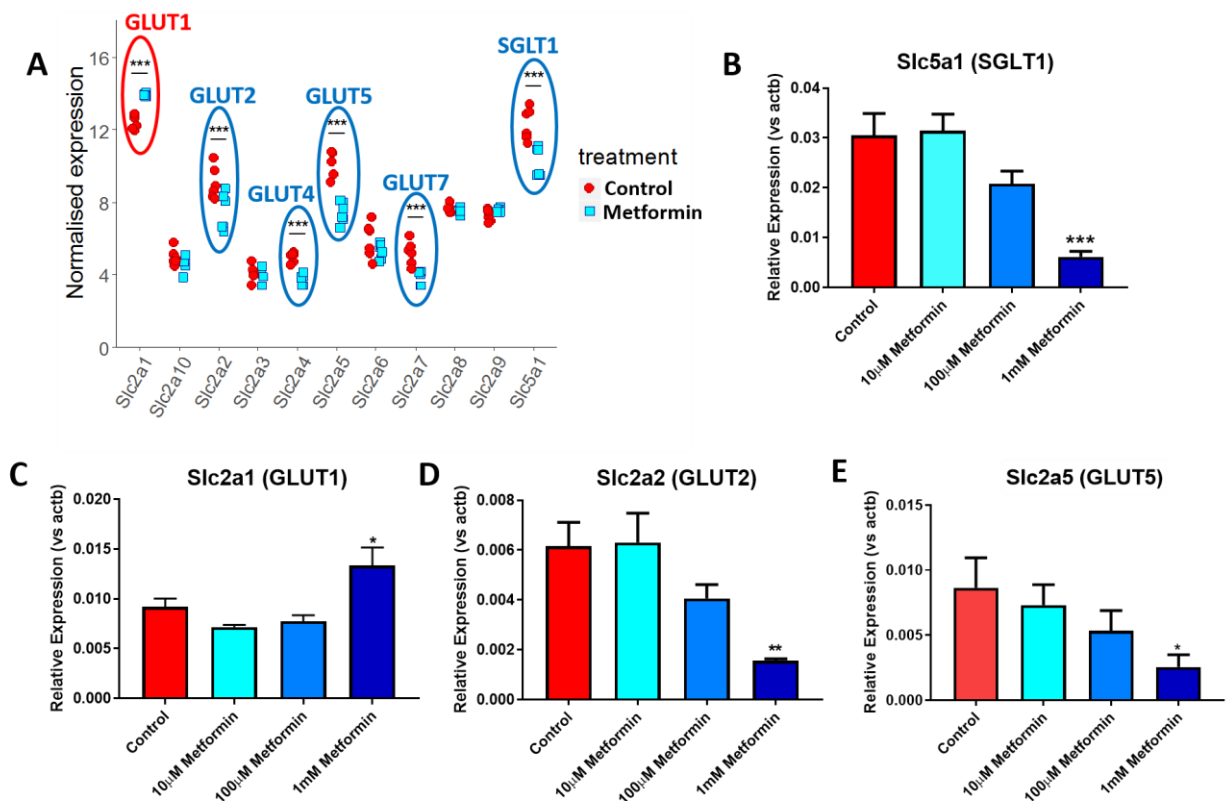 A
GLUT1
GLUT2
GLUT4
GLUT5
GLUT7
SGLT1
***
***
***
***
***
***
Normalised expression
16
12
8
4
0
Slc2a1
Slc2a10
Slc2a2
Slc2a3
Slc2a4
Slc2a5
Slc2a6
Slc2a7
Slc2a8
Slc2a9
Slc5a1
treatment
Control
Metformin
B
Slc5a1 (SGLT1)
Relative Expression (vs actb)
0.04
0.03
0.02
0.01
0.00
***
Control
10μM Metformin
100μM Metformin
1mM Metformin
C
Slc2a1 (GLUT1)
Relative Expression (vs actb)
0.020
0.015
0.010
0.005
0.000
*
Control
10μM Metformin
100μM Metformin
1mM Metformin
D
Slc2a2 (GLUT2)
Relative Expression (vs actb)
0.008
0.006
0.004
0.002
0.000
**
Control
10μM Metformin
100μM Metformin
1mM Metformin
E
Slc2a5 (GLUT5)
Relative Expression (vs actb)
0.015
0.010
0.005
0.000
*
Control
10μM Metformin
100μM Metformin
1mM Metformin